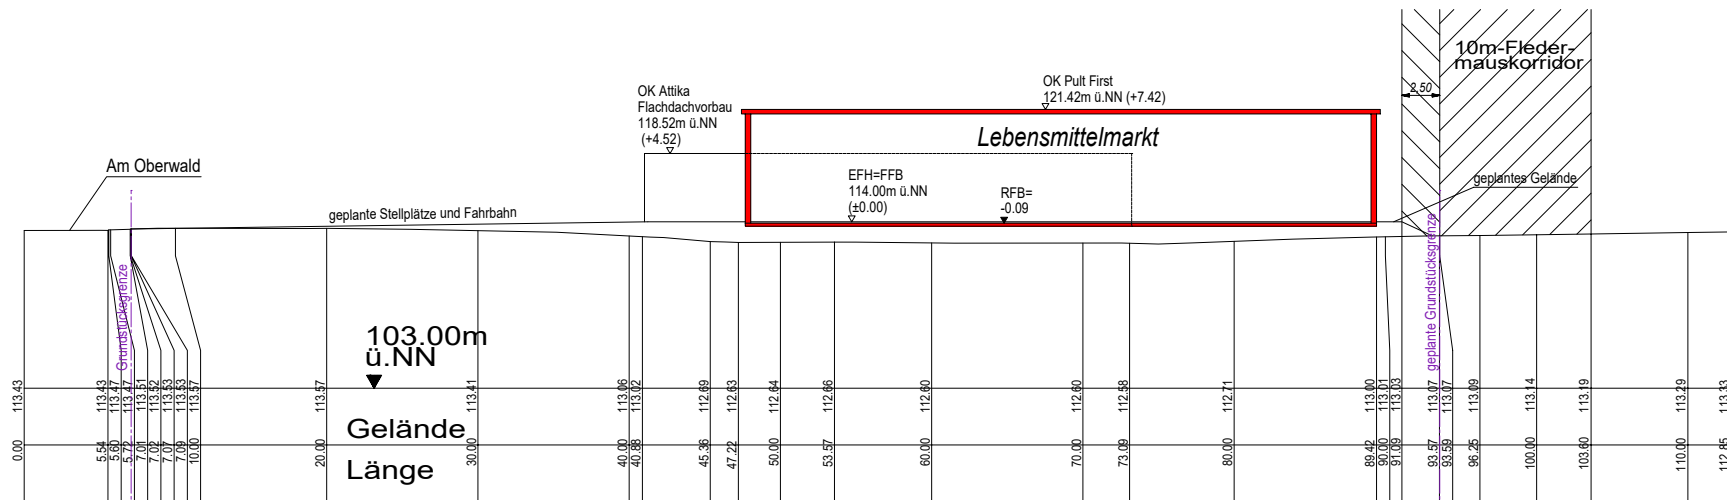 10m-Fleder-
mauskorridor
OK Pult First
121.42m ü.NN (+7.42)
2,50
OK Attika
Flachdachvorbau
118.52m ü.NN
(+4.52)
Lebensmittelmarkt
Am Oberwald
EFH=FFB
114.00m ü.NN
(±0.00)
RFB=
-0.09
geplantes Gelände
geplante Stellplätze und Fahrbahn
Grundstücksgrenze
geplante Grundstücksgrenze
103.00m
ü.NN
113.43 113.43 113.47 113.47 113.51 113.52 113.53 113.53 113.57 113.57 113.41 113.06 113.02 112.69 112.63 112.64 112.66 112.60 112.60 112.58 112.71 113.00 113.01 113.03 113.07 113.07 113.09 113.14 113.19 113.29 113.33
Gelände
0.00 5.54 5.60 5.72 7.01 7.02 7.07 7.09 10.00 20.00 30.00 40.00 40.88 45.36 47.22 50.00 53.57 60.00 70.00 73.09 80.00 89.42 90.00 91.09 93.57 93.59 96.25 100.00 103.60 110.00 112.85
Länge